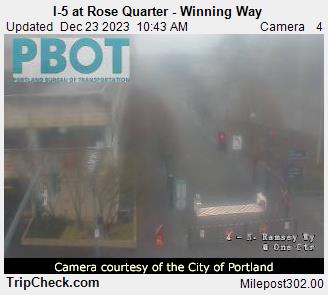 I-5 at Rose Quarter - Winning Way
Updated Dec 23 2023 10:43 AM Camera 4
PBOT
PORTLAND BUREAU OF TRANSPORTATION
4 - N. Ramsey Wy
@ One Ctr
Camera courtesy of the City of Portland
TripCheck.com Milepost302.00